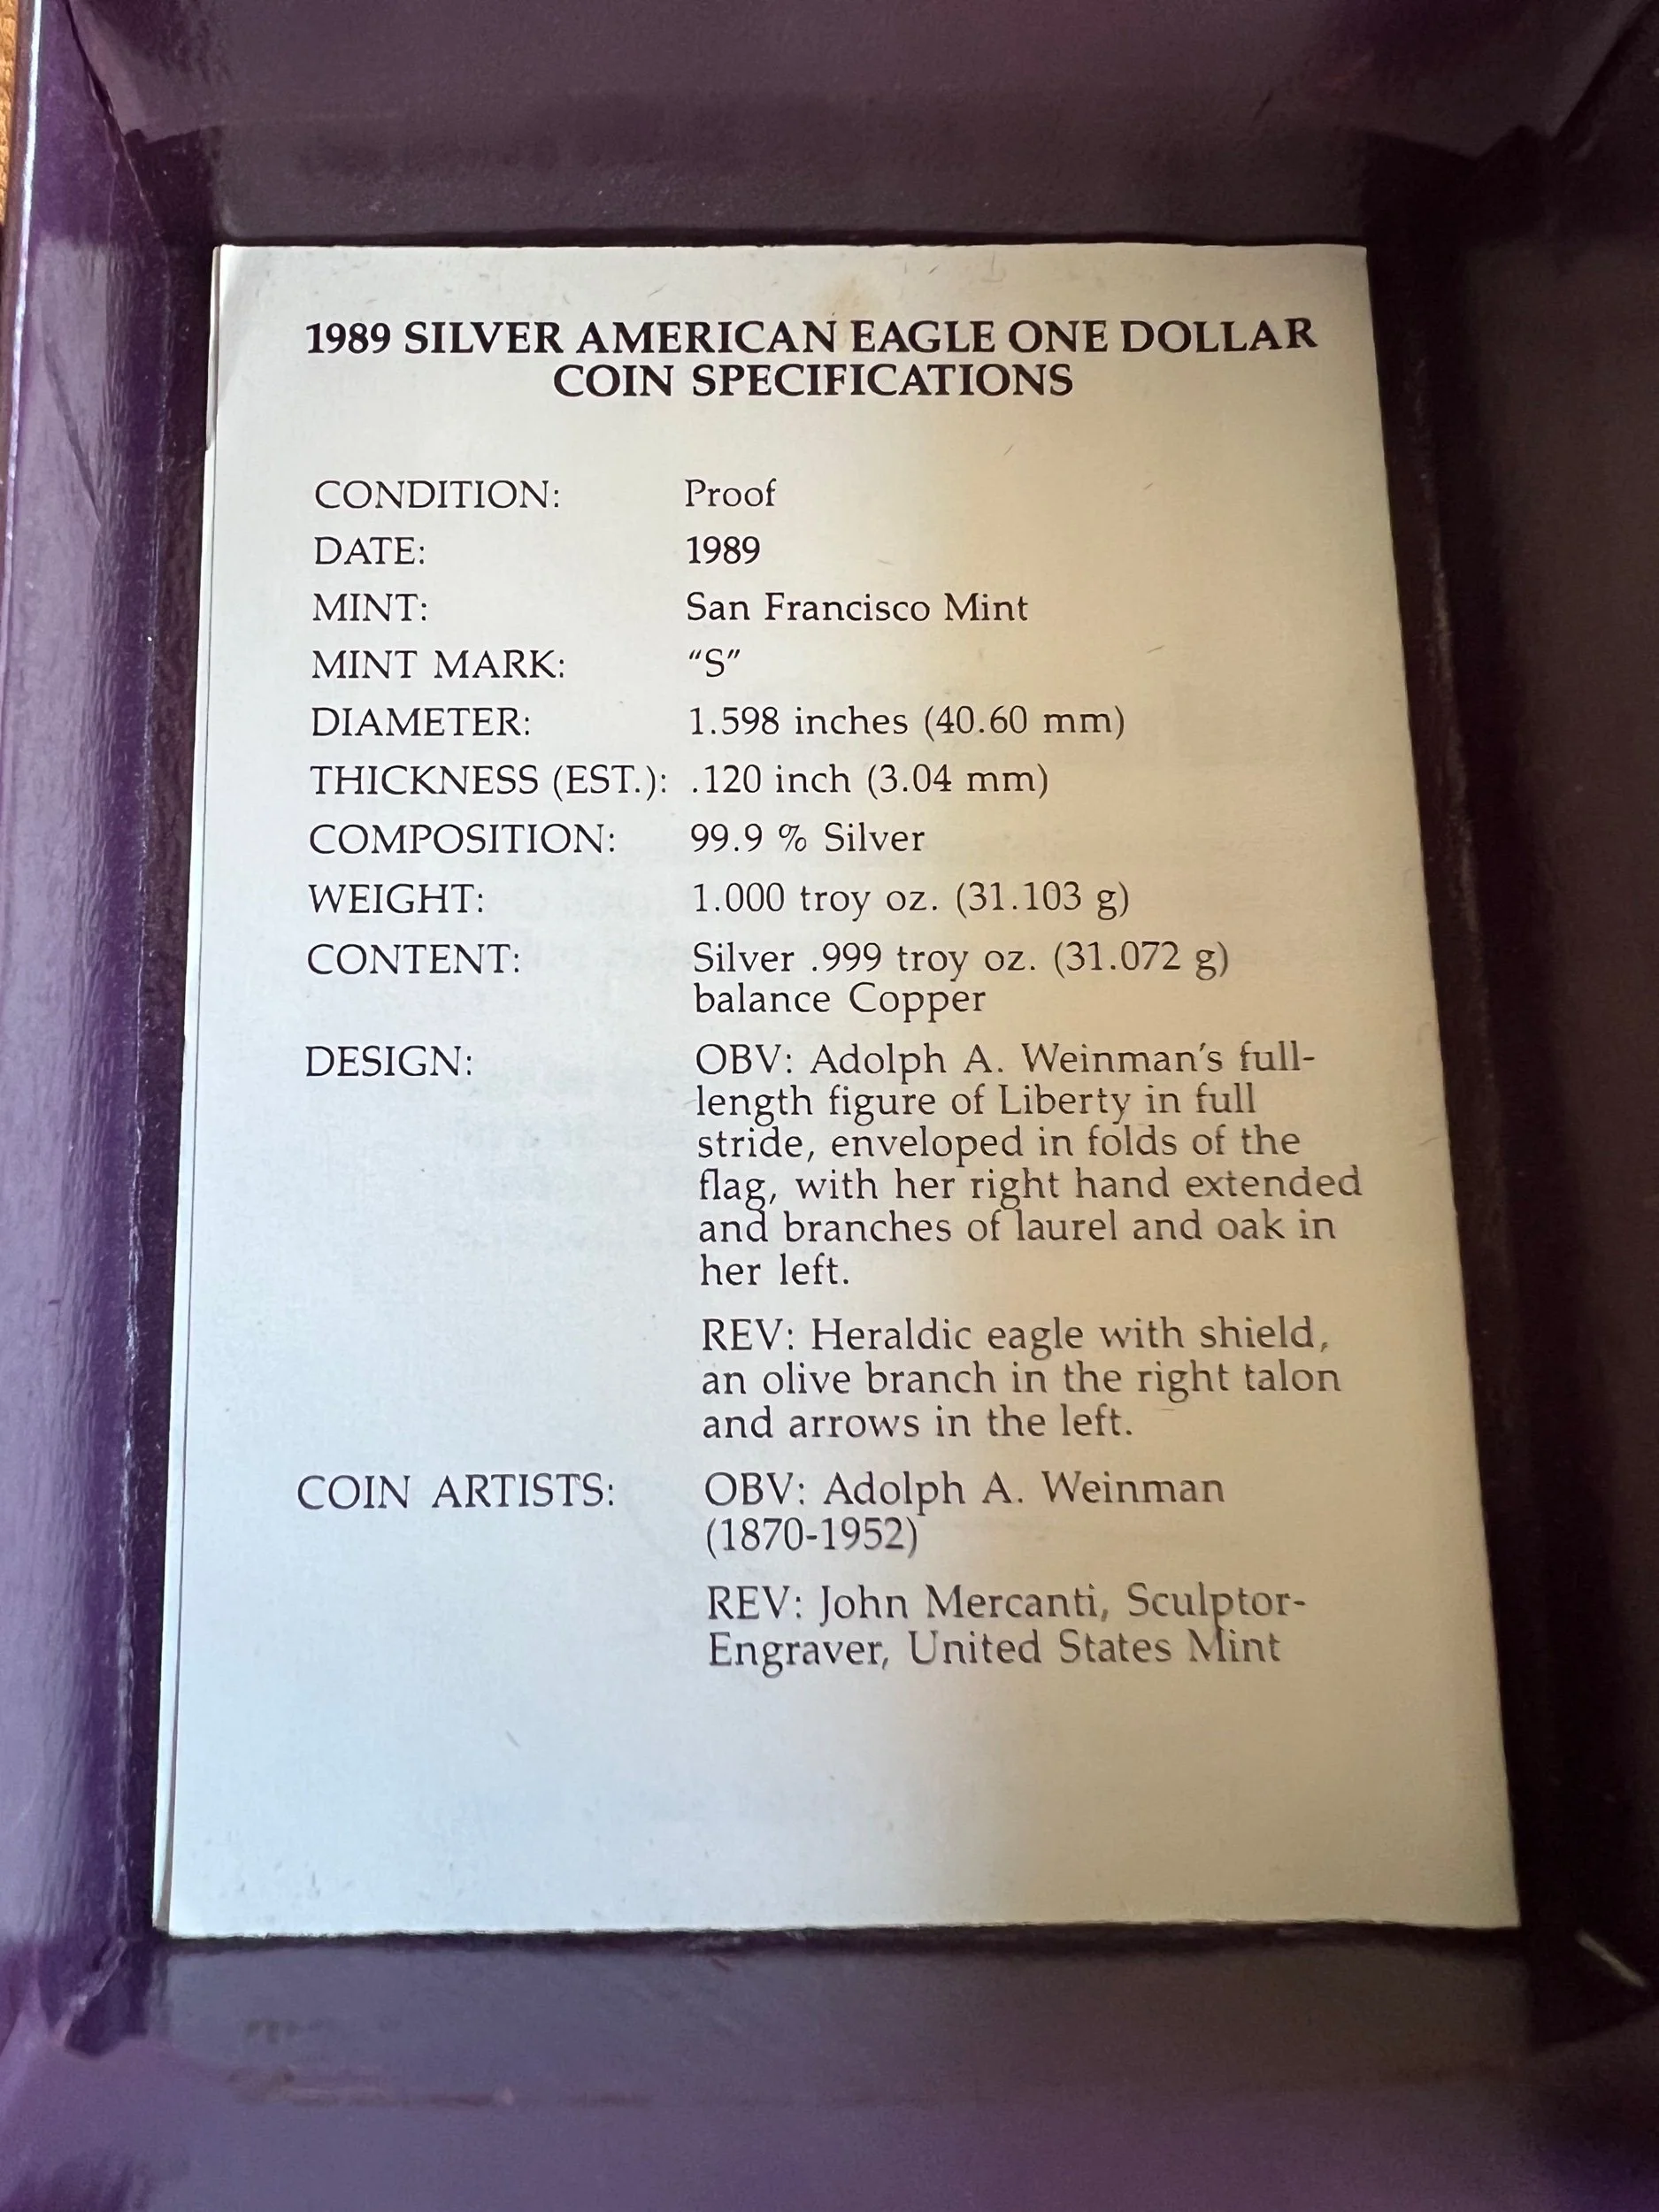 1989 SILVER AMERICAN EAGLE ONE DOLLAR
COIN SPECIFICATIONS
CONDITION: Proof
DATE: 1989
MINT: San Francisco Mint
MINT MARK: “S”
DIAMETER: 1.598 inches (40.60 mm)
THICKNESS (EST.): .120 inch (3.04 mm)
COMPOSITION: 99.9 % Silver
WEIGHT: 1.000 troy oz. (31.103 g)
CONTENT: Silver .999 troy oz. (31.072 g)
balance Copper
DESIGN: OBV: Adolph A. Weinman’s full-
length figure of Liberty in full
stride, enveloped in folds of the
flag, with her right hand extended
and branches of laurel and oak in
her left.
REV: Heraldic eagle with shield,
an olive branch in the right talon
and arrows in the left.
COIN ARTISTS: OBV: Adolph A. Weinman
(1870-1952)
REV: John Mercanti, Sculptor-
Engraver, United States Mint